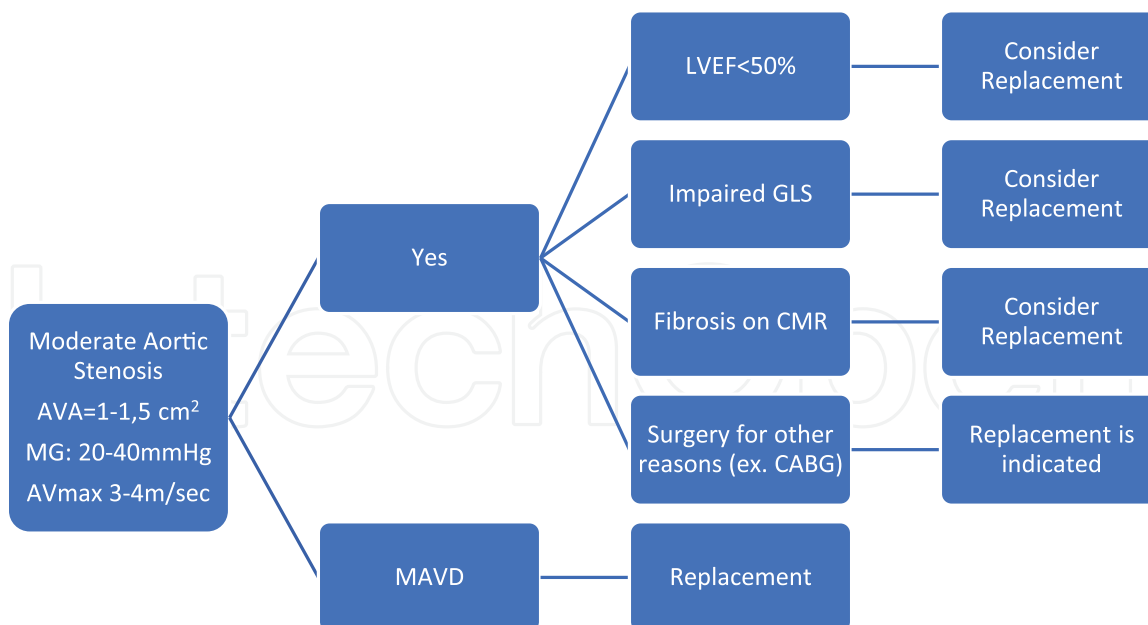 Moderate Aortic
Stenosis
AVA=1-1,5 cm²
MG: 20-40mmHg
AVmax 3-4m/sec
Yes
LVEF<50%
Consider
Replacement
Impaired GLS
Consider
Replacement
Fibrosis on CMR
Consider
Replacement
Surgery for other
reasons (ex. CABG)
Replacement is
indicated
MAVD
Replacement